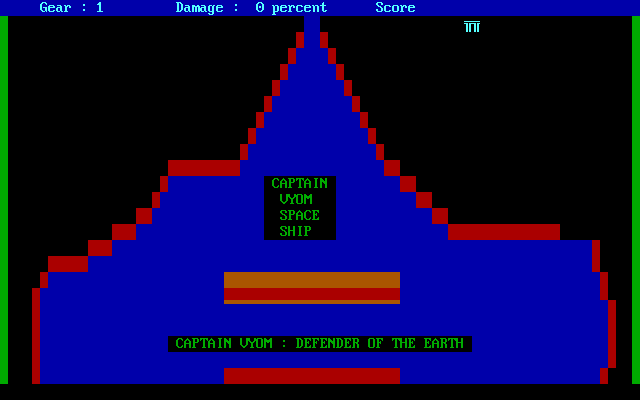 Gear : 1 Damage : 0 percent Score
CAPTAIN
VYOM
SPACE
SHIP
CAPTAIN VYOM : DEFENDER OF THE EARTH